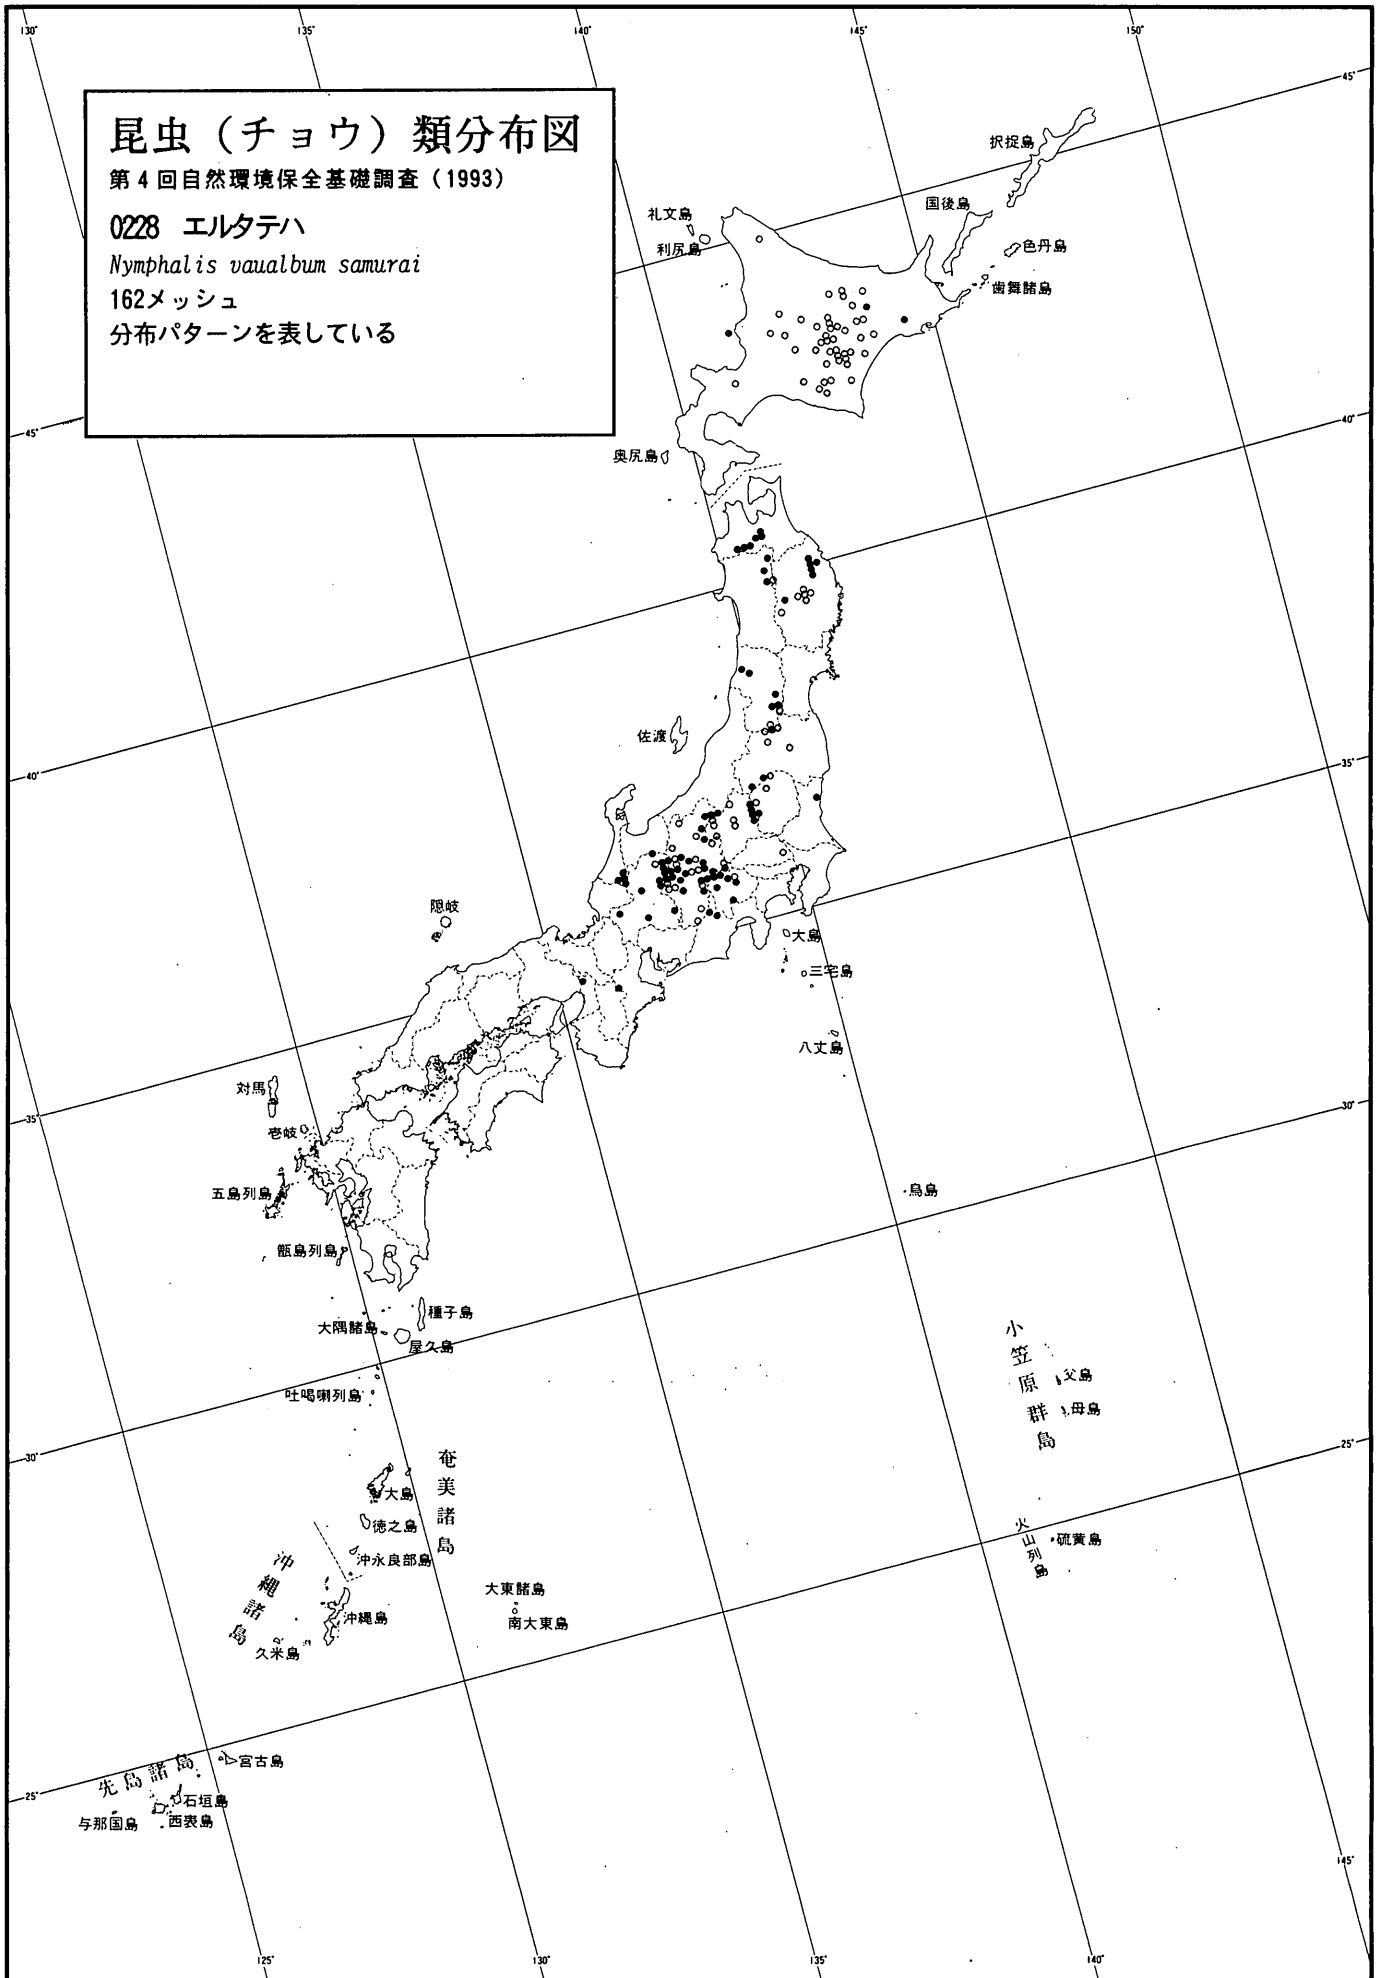 130°
135°
140°
145°
150°
45°
昆虫（チョウ）類分布図
第4回自然環境保全基礎調査（1993）
0228 エルタテハ
Nymphalis vaualbum samurai
162メッシュ
分布パターンを表している
択捉島
礼文島
国後島
利尻島
色丹島
歯舞諸島
45°
40°
奥尻島
佐渡
40°
35°
隠岐
大島
三宅島
八丈島
対馬
35°
壱岐
30°
五島列島
鳥島
甑島列島
種子島
大隅諸島
屋久島
小笠原群島
父島
吐噶喇列島
母島
30°
25°
奄美諸島
大島
徳之島
火山列島
硫黄島
沖永良部島
沖縄諸島
大東諸島
沖縄島
南大東島
久米島
宮古島
先島諸島
25°
石垣島
与那国島
西表島
145°
125°
130°
135°
140°